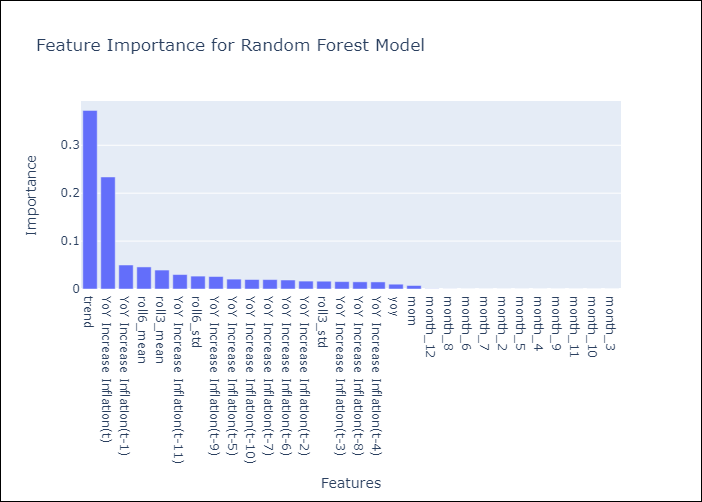 Feature Importance for Random Forest Model
Importance
0.3
0.2
0.1
0
trend
YoY Increase Inflation(t)
YoY Increase Inflation(t-1)
roll6_mean
roll3_mean
YoY Increase Inflation(t-11)
roll6_std
YoY Increase Inflation(t-9)
YoY Increase Inflation(t-5)
YoY Increase Inflation(t-10)
YoY Increase Inflation(t-7)
YoY Increase Inflation(t-6)
YoY Increase Inflation(t-2)
roll3_std
YoY Increase Inflation(t-3)
YoY Increase Inflation(t-8)
YoY Increase Inflation(t-4)
yoy
mom
month_12
month_8
month_6
month_7
month_2
month_5
month_4
month_9
month_11
month_10
month_3
Features